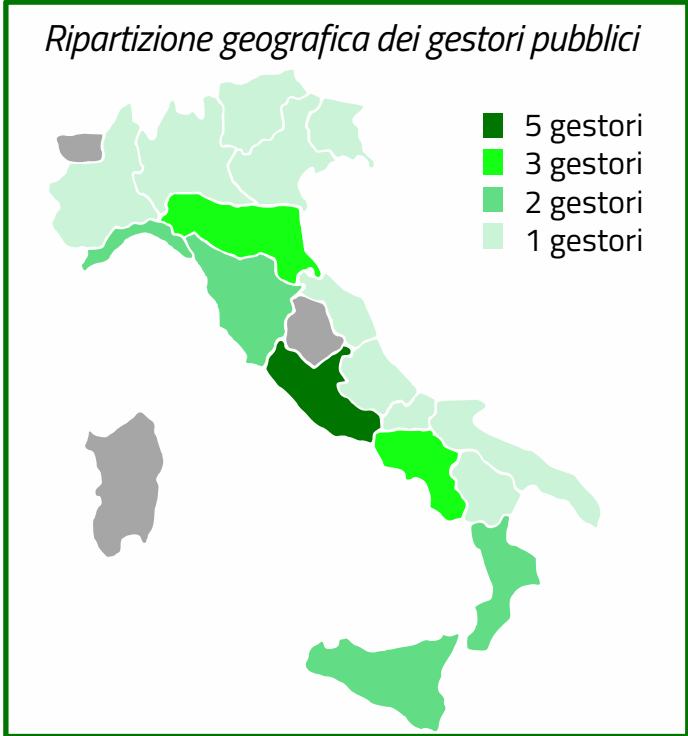 Ripartizione geografica dei gestori pubblici
5 gestori
3 gestori
2 gestori
1 gestori